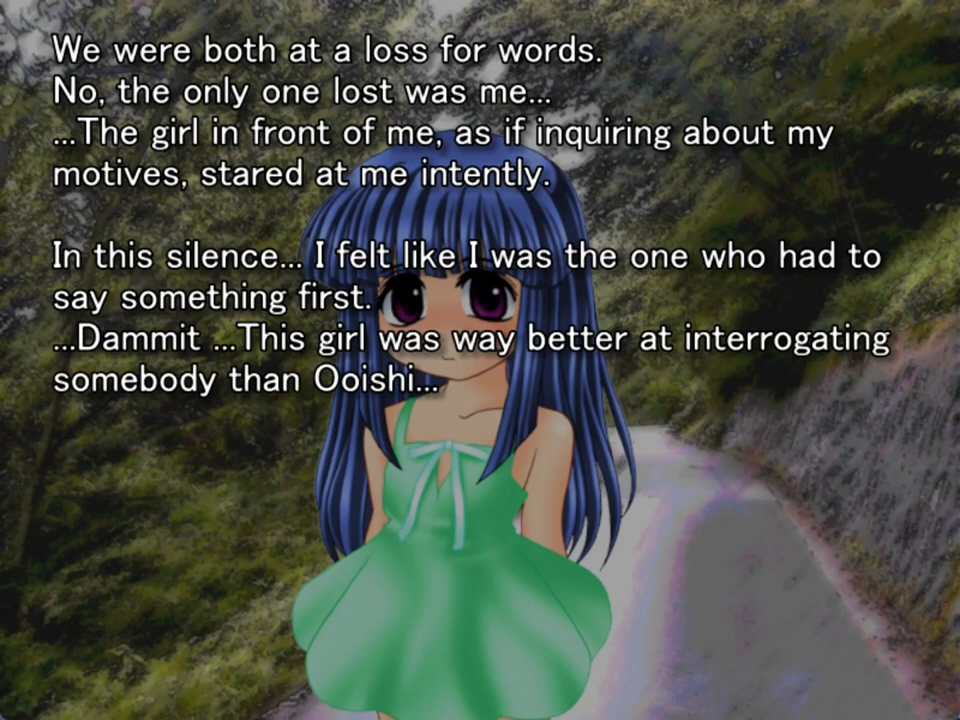 We were both at a loss for words.
No, the only one lost was me...
...The girl in front of me, as if inquiring about my
motives, stared at me intently.
In this silence... I felt like I was the one who had to
say something first.
...Dammit ...This girl was way better at interrogating
somebody than Ooishi...